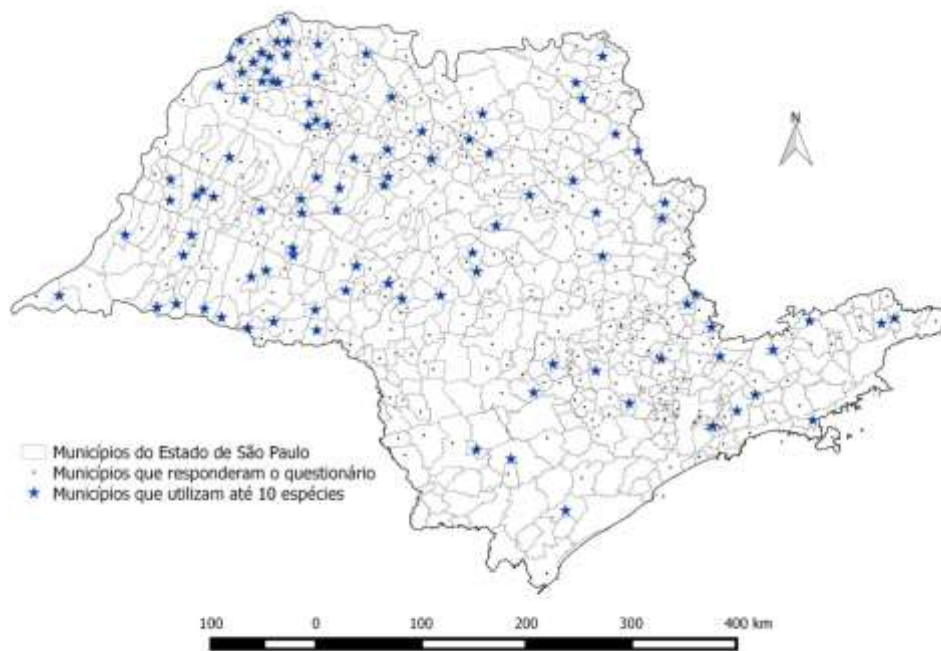 N
Municípios do Estado de São Paulo
Municípios que responderam o questionário
Municípios que utilizam até 10 espécies
100 0 100 200 300 400 km